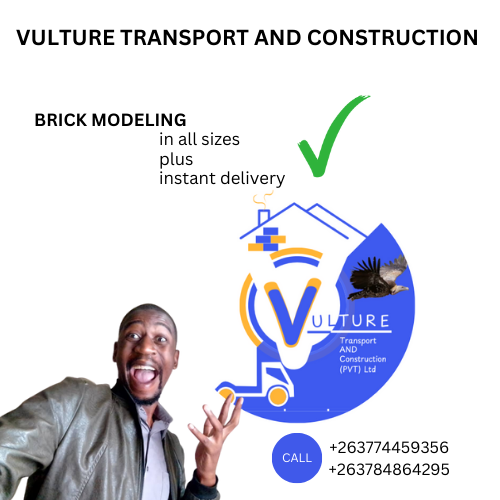 VULTURE TRANSPORT AND CONSTRUCTION
BRICK MODELING
in all sizes
plus
instant delivery
VULTURE
Transport
AND
Construction
(PVT) Ltd
CALL
+263774459356
+263784864295